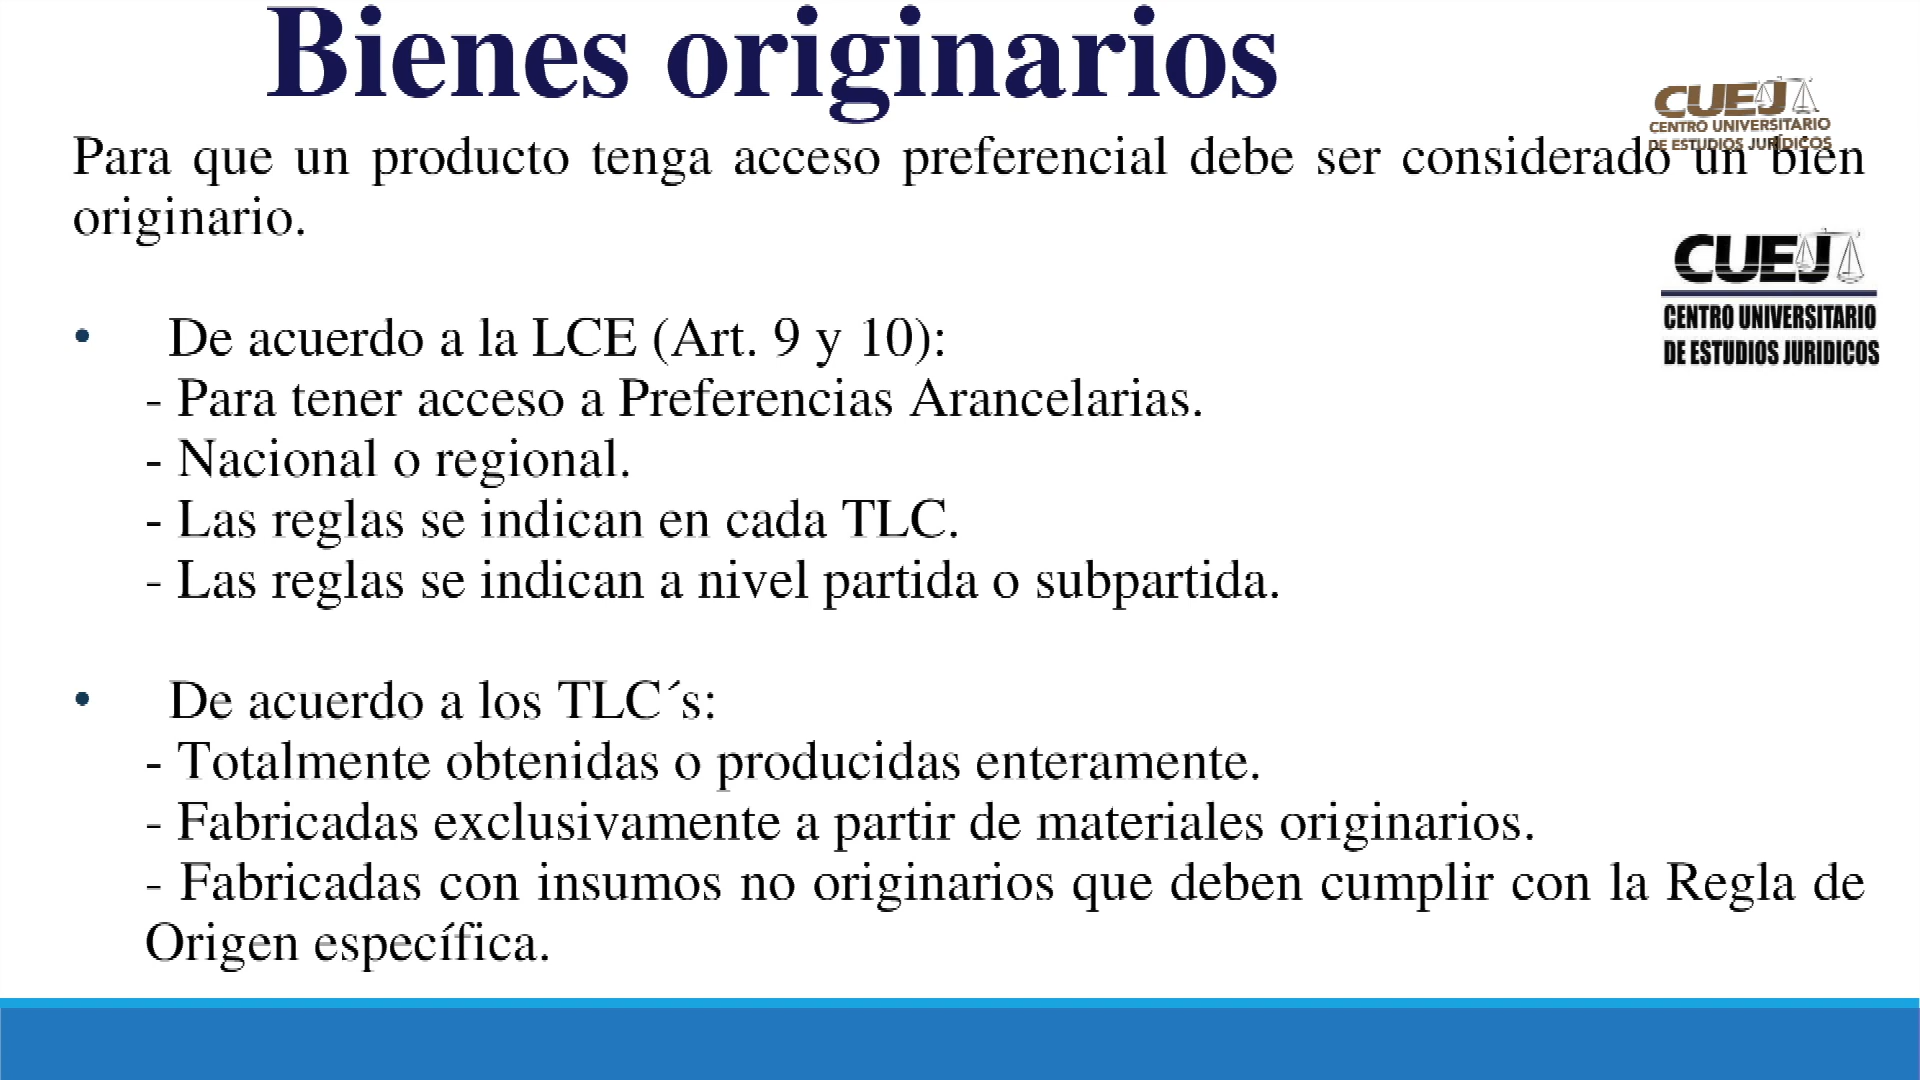 Bienes originarios
CUEJ
CENTRO UNIVERSITARIO
DE ESTUDIOS JURÍDICOS
Para que un producto tenga acceso preferencial debe ser considerado un bien
originario.
CUEJ
CENTRO UNIVERSITARIO
DE ESTUDIOS JURIDICOS
• De acuerdo a la LCE (Art. 9 y 10):
- Para tener acceso a Preferencias Arancelarias.
- Nacional o regional.
- Las reglas se indican en cada TLC.
- Las reglas se indican a nivel partida o subpartida.
• De acuerdo a los TLC´s:
- Totalmente obtenidas o producidas enteramente.
- Fabricadas exclusivamente a partir de materiales originarios.
- Fabricadas con insumos no originarios que deben cumplir con la Regla de
Origen específica.